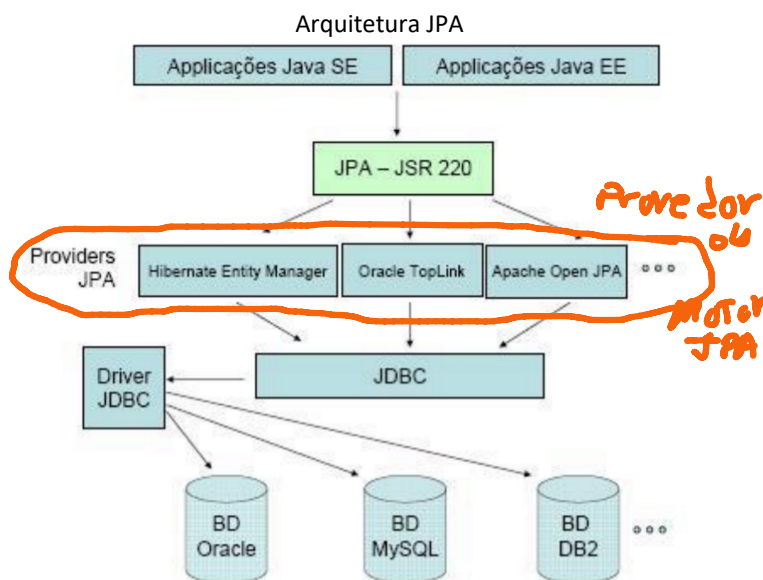 Arquitetura JPA
Applicações Java SE
Applicações Java EE
JPA – JSR 220
Provedor
ou
Providers
JPA
Hibernate Entity Manager
Oracle TopLink
Apache Open JPA
Motor
JPA
Driver
JDBC
JDBC
BD
Oracle
BD
MySQL
BD
DB2